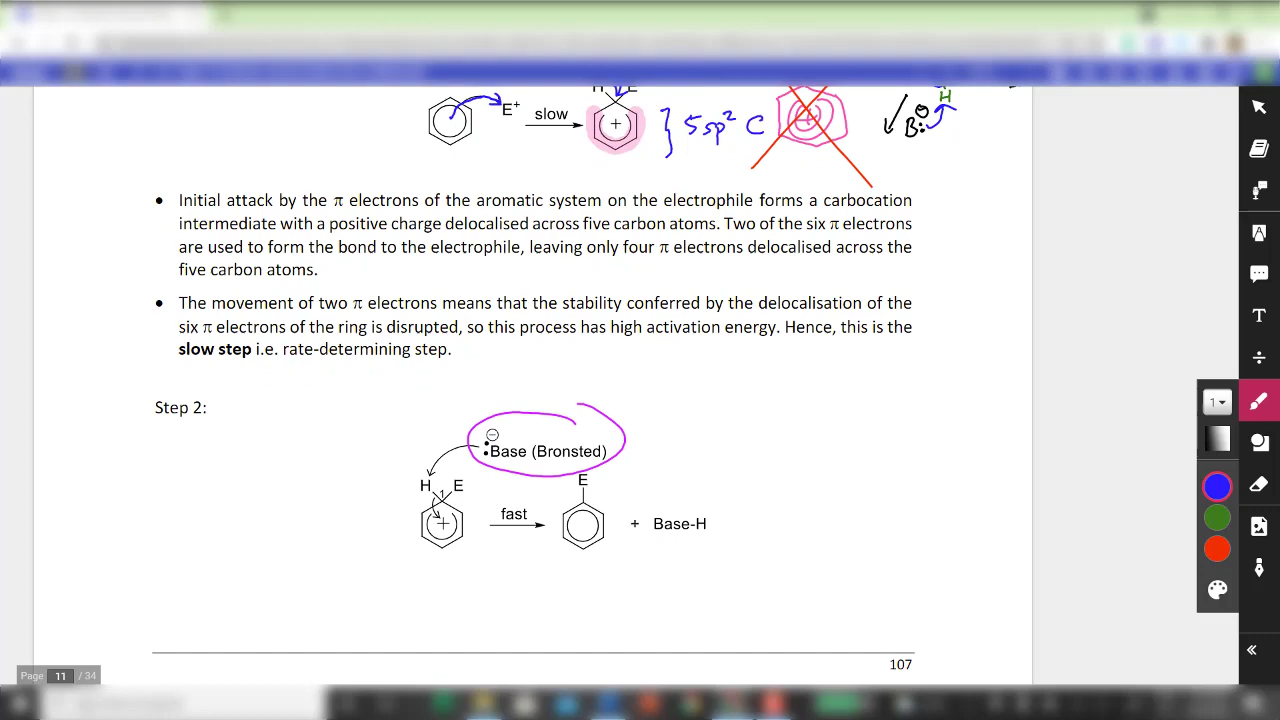 H E
E+
slow
+
} 5 sp² C
H
⊖
B:
Initial attack by the π electrons of the aromatic system on the electrophile forms a carbocation
intermediate with a positive charge delocalised across five carbon atoms. Two of the six π electrons
are used to form the bond to the electrophile, leaving only four π electrons delocalised across the
five carbon atoms.
The movement of two π electrons means that the stability conferred by the delocalisation of the
six π electrons of the ring is disrupted, so this process has high activation energy. Hence, this is the
slow step i.e. rate-determining step.
Step 2:
⊖
:Base (Bronsted)
H E
1
+
fast
E
+ Base-H
107
Page 11 / 34
1